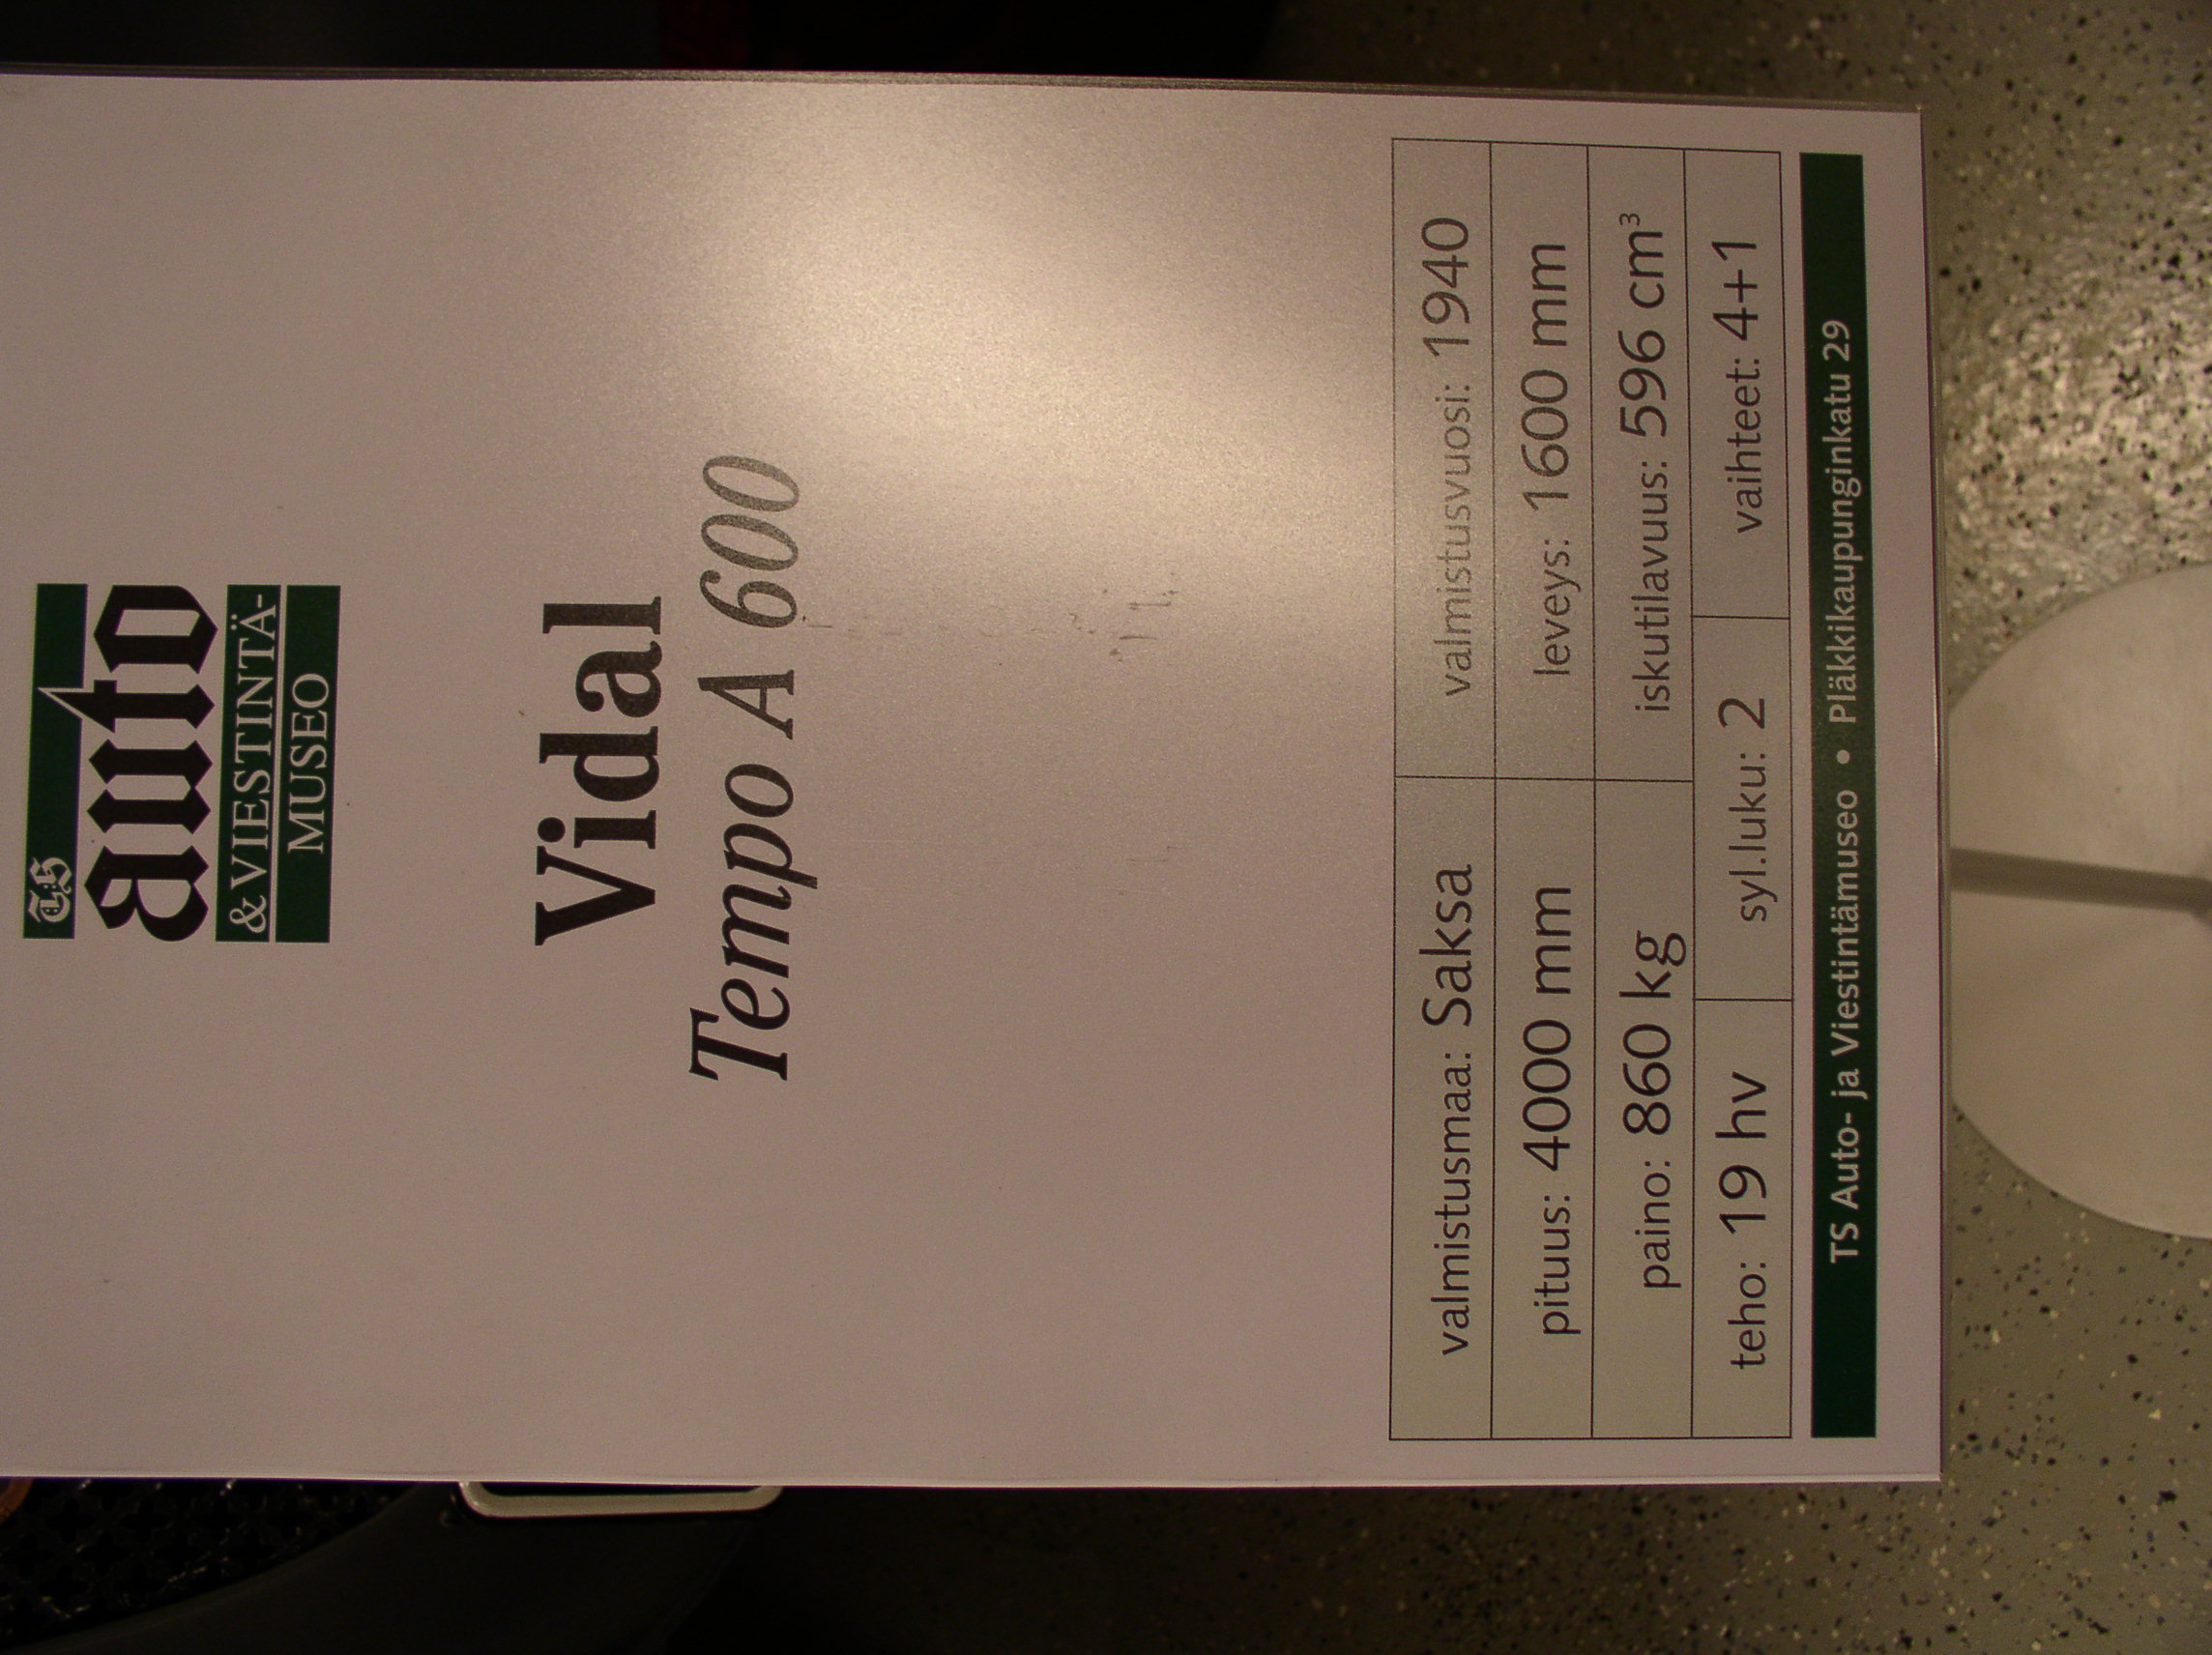 TS
auto
& VIESTINTÄ-
MUSEO
Vidal
Tempo A 600
valmistusmaa: Saksa valmistusvuosi: 1940
pituus: 4000 mm leveys: 1600 mm
paino: 860 kg iskutilavuus: 596 cm³
teho: 19 hv syl.luku: 2 vaihteet: 4+1
TS Auto- ja Viestintämuseo • Pläkkikaupunginkatu 29